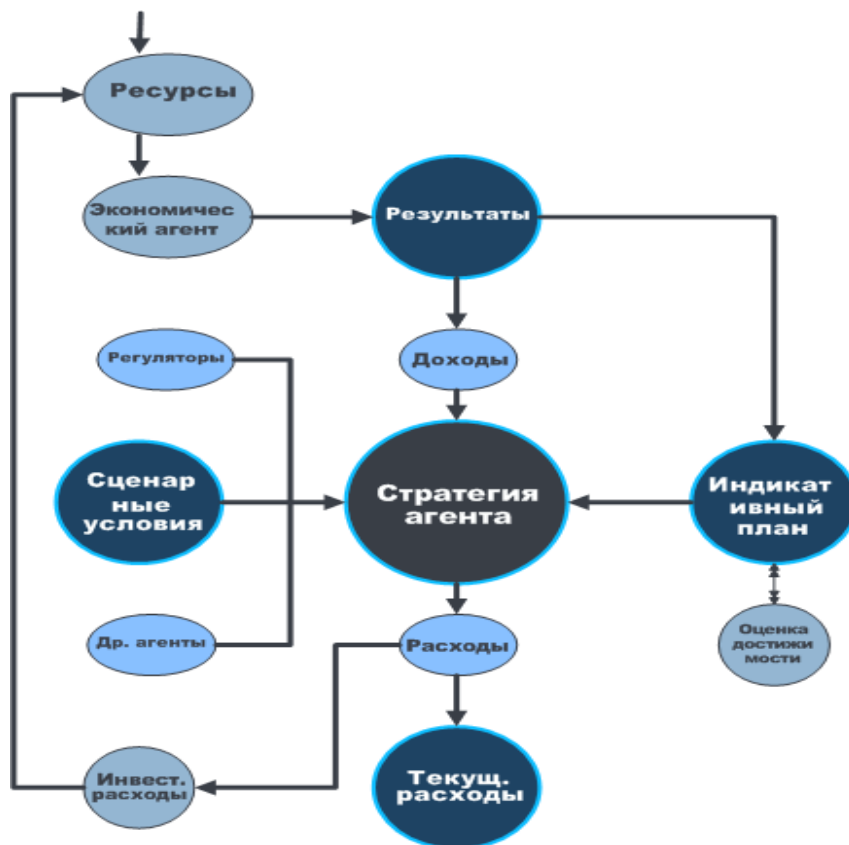 Ресурсы
Экономичес
кий агент
Результаты
Регуляторы
Доходы
Сценар
ные
условия
Стратегия
агента
Индикат
ивный
план
Др. агенты
Расходы
Оценка
достижи
мости
Инвест.
расходы
Текущ.
расходы